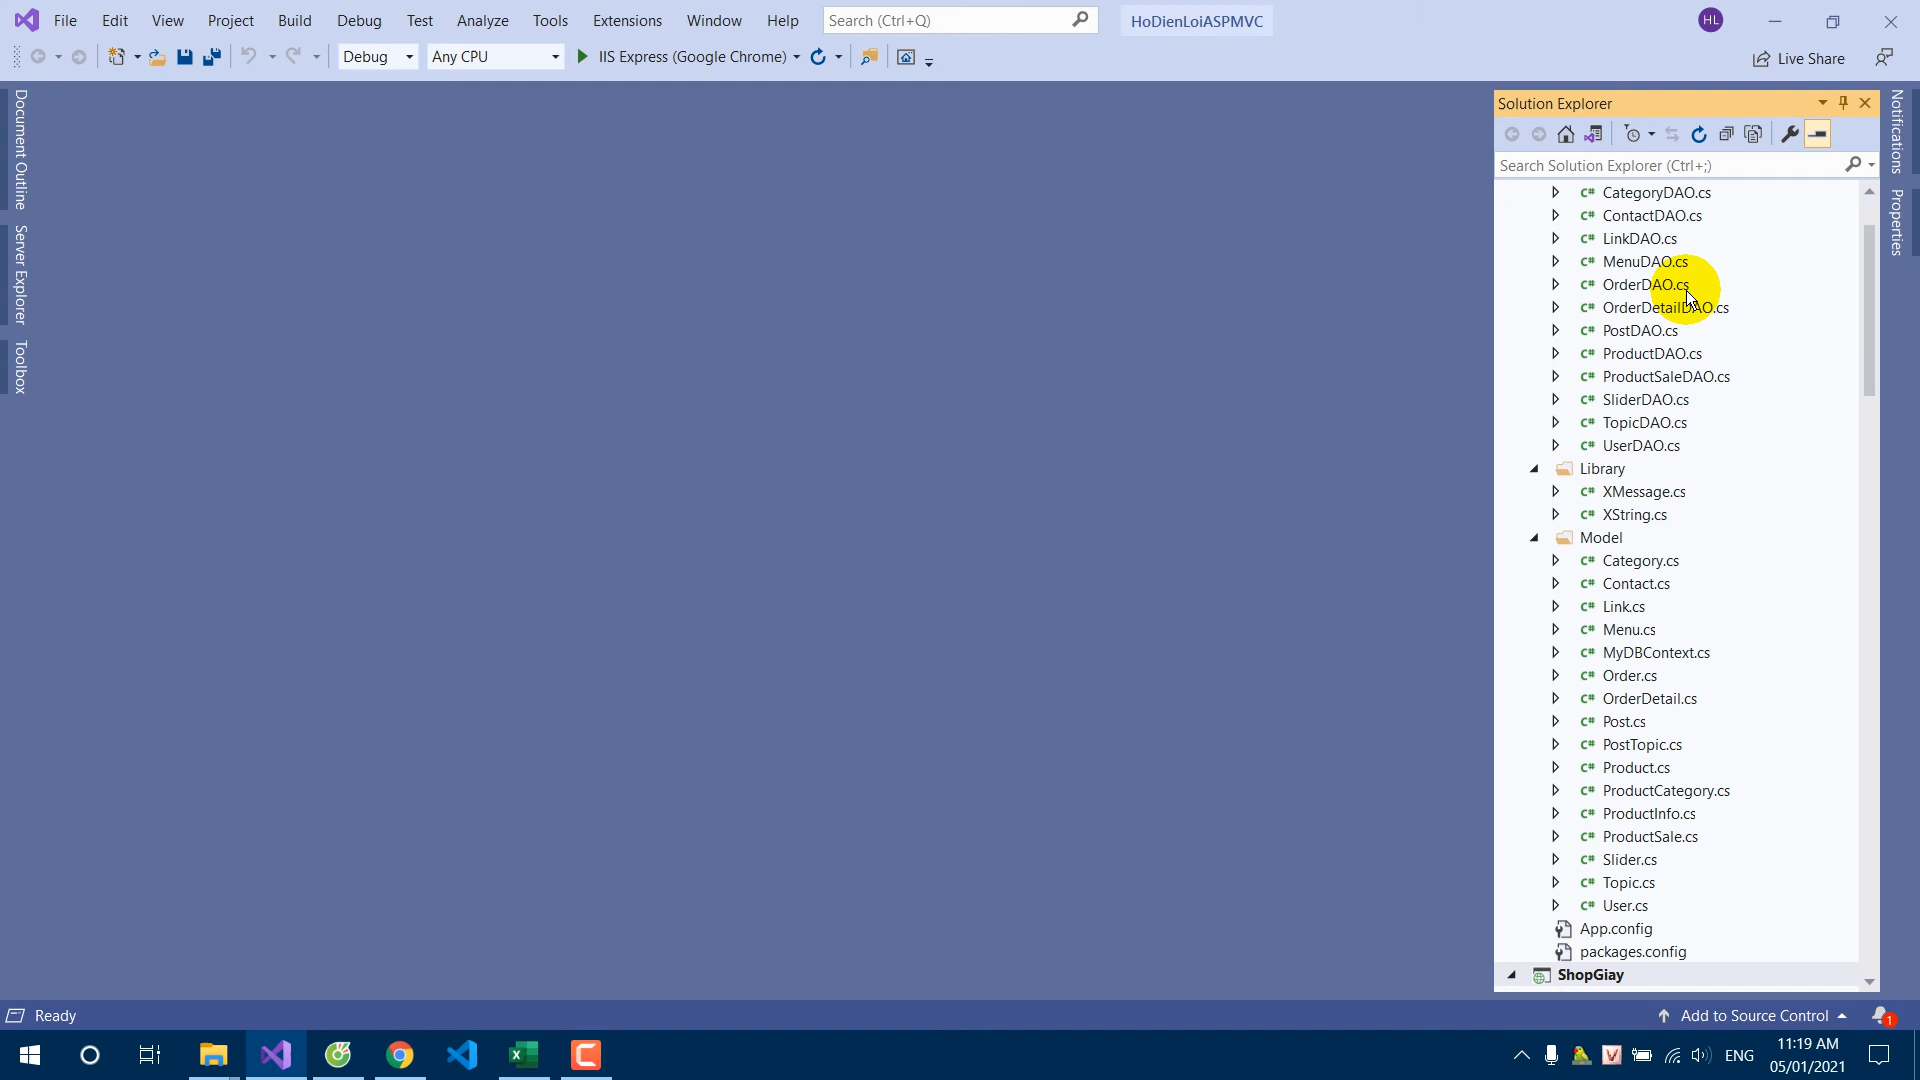 File Edit View Project Build Debug Test Analyze Tools Extensions Window Help Search (Ctrl+Q) HoDienLoiASPMVC HL
Debug Any CPU IIS Express (Google Chrome) Live Share
Document Outline
Server Explorer
Toolbox
Solution Explorer
Search Solution Explorer (Ctrl+;)
C# CategoryDAO.cs
C# ContactDAO.cs
C# LinkDAO.cs
C# MenuDAO.cs
C# OrderDAO.cs
C# OrderDetailDAO.cs
C# PostDAO.cs
C# ProductDAO.cs
C# ProductSaleDAO.cs
C# SliderDAO.cs
C# TopicDAO.cs
C# UserDAO.cs
Library
C# XMessage.cs
C# XString.cs
Model
C# Category.cs
C# Contact.cs
C# Link.cs
C# Menu.cs
C# MyDBContext.cs
C# Order.cs
C# OrderDetail.cs
C# Post.cs
C# PostTopic.cs
C# Product.cs
C# ProductCategory.cs
C# ProductInfo.cs
C# ProductSale.cs
C# Slider.cs
C# Topic.cs
C# User.cs
App.config
packages.config
ShopGiay
Notifications
Properties
Ready Add to Source Control 1
ENG 11:19 AM
05/01/2021